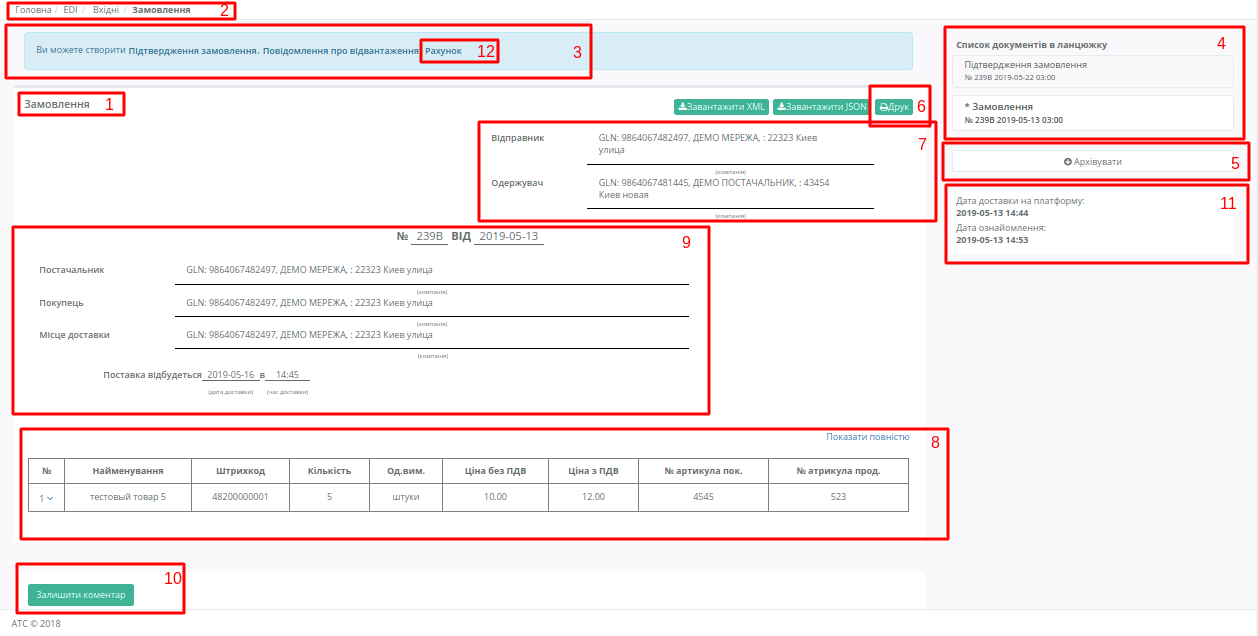 Головна / EDI / Вхідні / Замовлення 2
Ви можете створити Підтвердження замовлення. Повідомлення про відвантаження. Рахунок 12 3
Замовлення 1
Завантажити XML Завантажити JSON Друк 6
7
Відправник GLN: 9864067482497, ДЕМО МЕРЕЖА, : 22323 Киев
улица
(компанія)
Одержувач GLN: 9864067481445, ДЕМО ПОСТАЧАЛЬНИК, : 43454
Киев новая
(компанія)
№ 239В ВІД 2019-05-13 9
Постачальник GLN: 9864067482497, ДЕМО МЕРЕЖА, : 22323 Киев улица
(компанія)
Покупець GLN: 9864067482497, ДЕМО МЕРЕЖА, : 22323 Киев улица
(компанія)
Місце доставки GLN: 9864067482497, ДЕМО МЕРЕЖА, : 22323 Киев улица
(компанія)
Поставка відбудеться 2019-05-16 в 14:45
(дата доставки) (час доставки)
Показати повністю 8
№ Найменування Штрихкод Кількість Од.вим. Ціна без ПДВ Ціна з ПДВ № артикула пок. № атрикула прод.
1 тестовый товар 5 48200000001 5 штуки 10.00 12.00 4545 523
10
Залишити коментар
Список документів в ланцюжку 4
Підтвердження замовлення
№ 239В 2019-05-22 03:00
* Замовлення
№ 239В 2019-05-13 03:00
Архівувати 5
Дата доставки на платформу: 11
2019-05-13 14:44
Дата ознайомлення:
2019-05-13 14:53
АТС © 2018